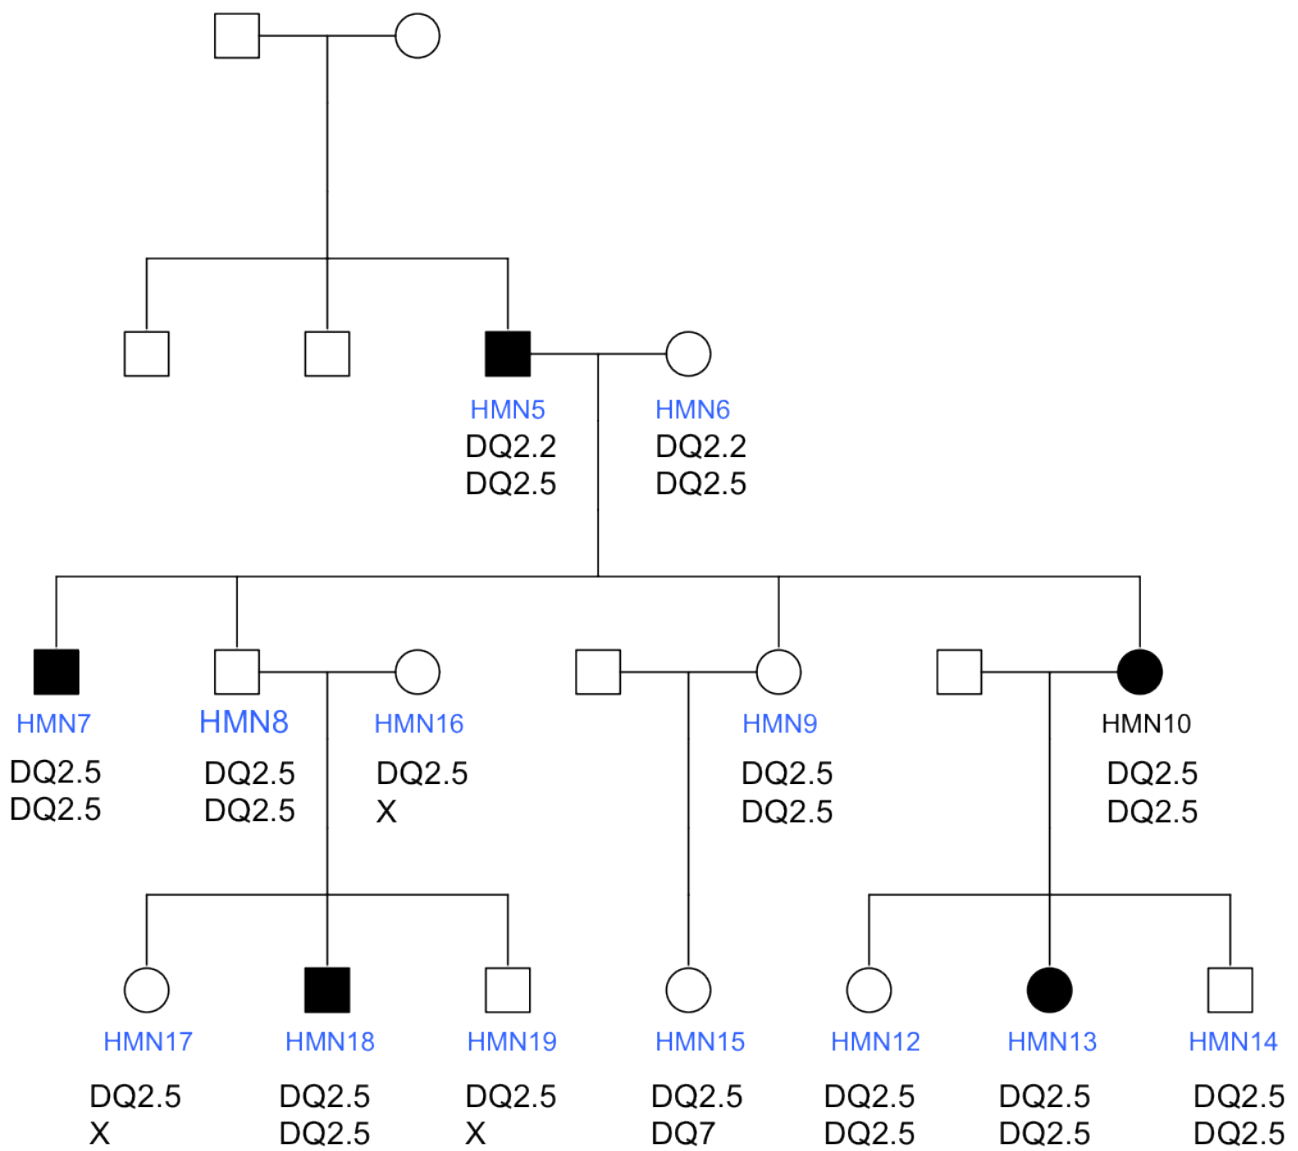 HMN5 HMN6
DQ2.2 DQ2.2
DQ2.5 DQ2.5
HMN7 HMN8 HMN16 HMN9 HMN10
DQ2.5 DQ2.5 DQ2.5 DQ2.5 DQ2.5
DQ2.5 DQ2.5 X DQ2.5 DQ2.5
HMN17 HMN18 HMN19 HMN15 HMN12 HMN13 HMN14
DQ2.5 DQ2.5 DQ2.5 DQ2.5 DQ2.5 DQ2.5 DQ2.5
X DQ2.5 X DQ7 DQ2.5 DQ2.5 DQ2.5